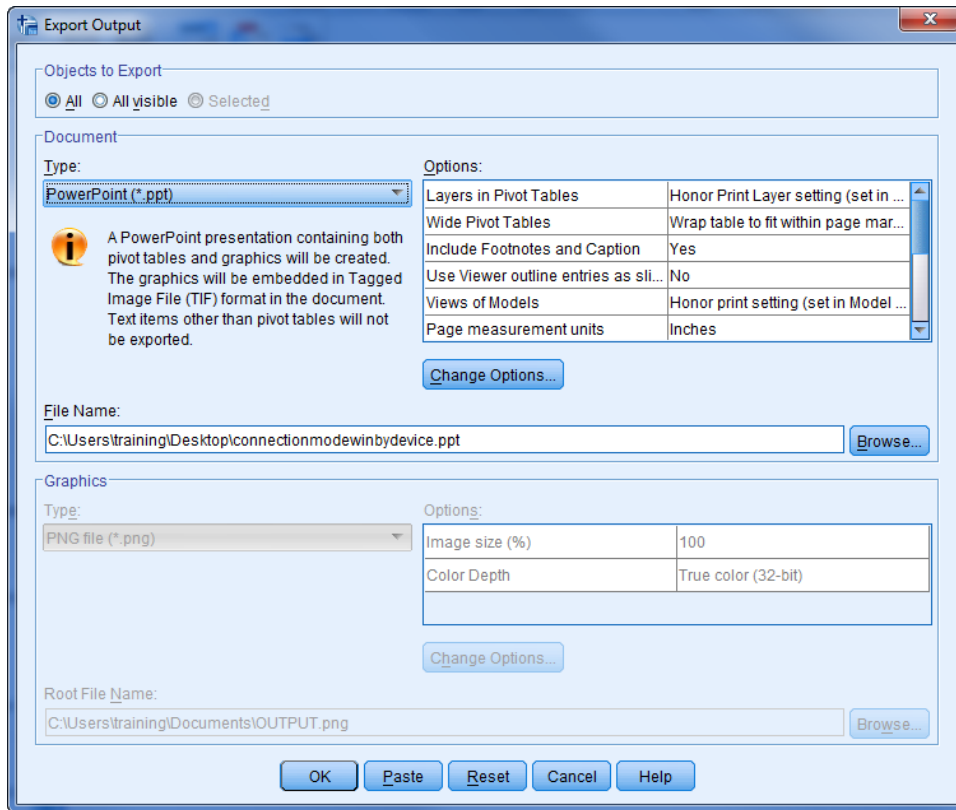 Export Output
Objects to Export
All All visible Selected
Document
Type:
PowerPoint (*.ppt)
A PowerPoint presentation containing both
pivot tables and graphics will be created.
The graphics will be embedded in Tagged
Image File (TIF) format in the document.
Text items other than pivot tables will not
be exported.
Options:
Layers in Pivot Tables Honor Print Layer setting (set in ...
Wide Pivot Tables Wrap table to fit within page mar...
Include Footnotes and Caption Yes
Use Viewer outline entries as sli... No
Views of Models Honor print setting (set in Model ...
Page measurement units Inches
Change Options...
File Name:
C:\Users\training\Desktop\connectionmodewinbydevice.ppt Browse...
Graphics
Type:
PNG file (*.png)
Options:
Image size (%) 100
Color Depth True color (32-bit)
Change Options...
Root File Name:
C:\Users\training\Documents\OUTPUT.png Browse...
OK Paste Reset Cancel Help